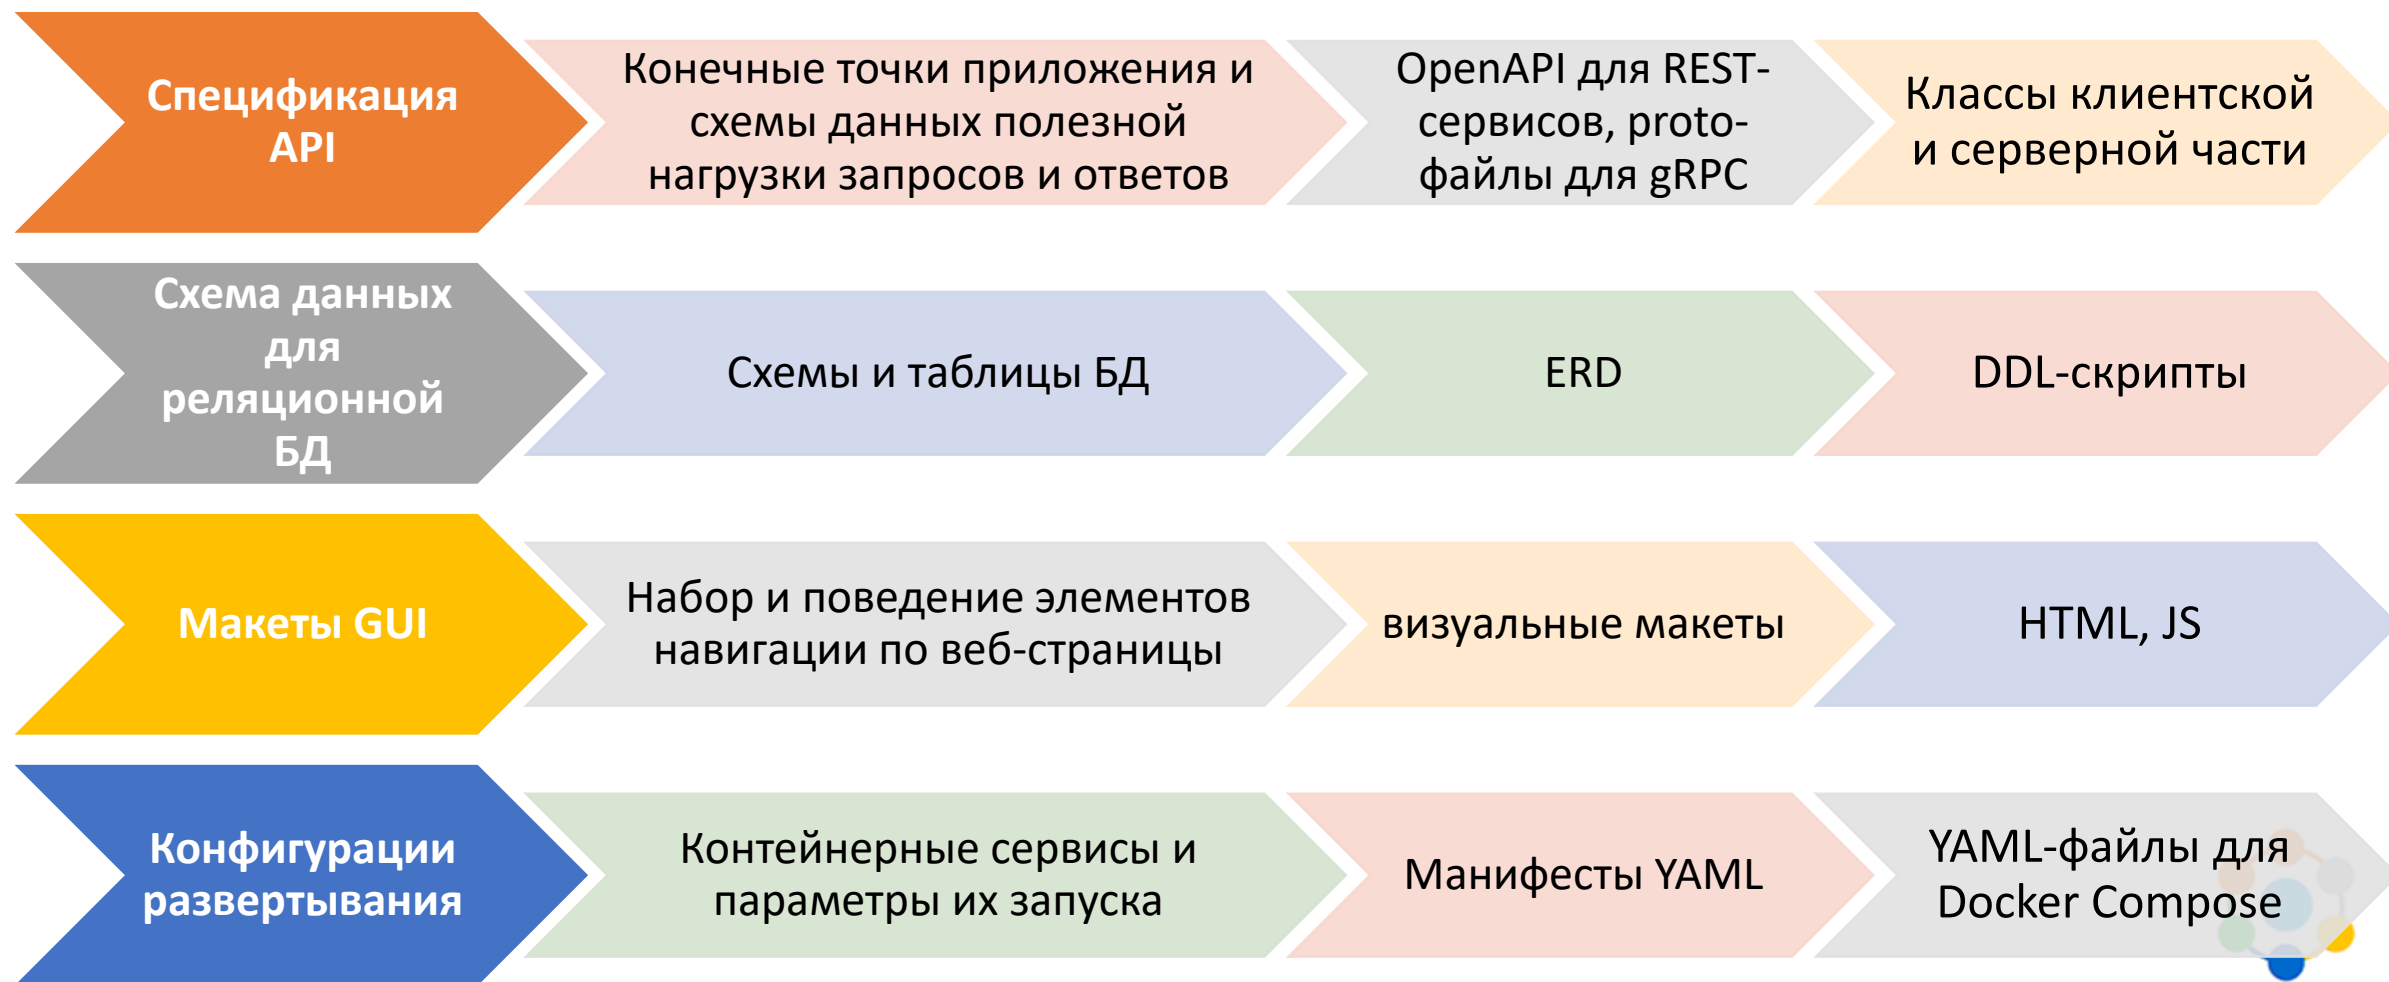 Спецификация
API
Конечные точки приложения и
схемы данных полезной
нагрузки запросов и ответов
OpenAPI для REST-
сервисов, proto-
файлы для gRPC
Классы клиентской
и серверной части
Схема данных
для
реляционной
БД
Схемы и таблицы БД
ERD
DDL-скрипты
Макеты GUI
Набор и поведение элементов
навигации по веб-страницы
визуальные макеты
HTML, JS
Конфигурации
развертывания
Контейнерные сервисы и
параметры их запуска
Манифесты YAML
YAML-файлы для
Docker Compose